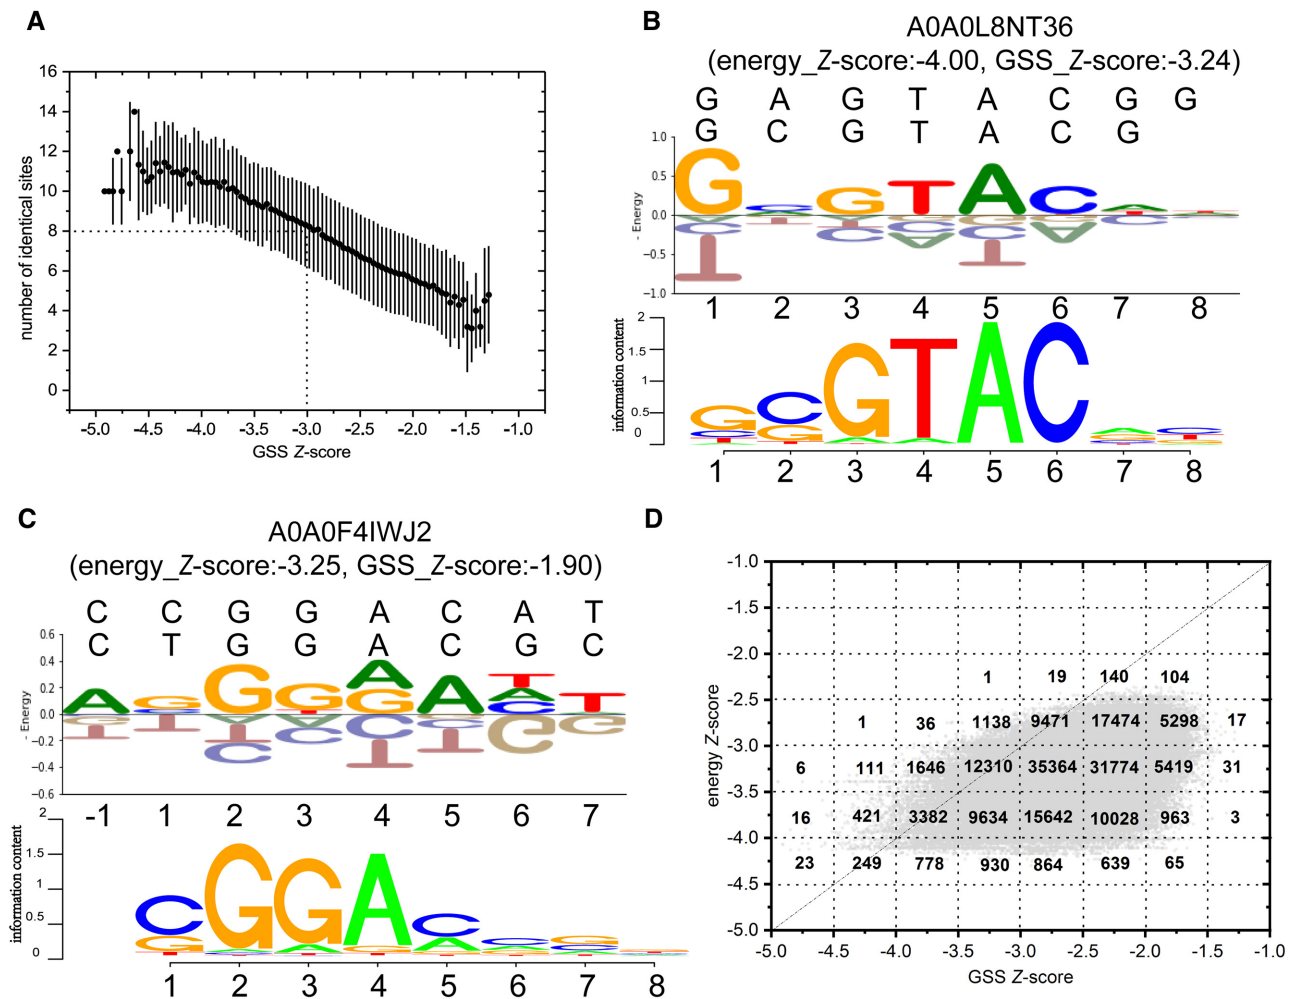 A
16
14
12
10
8
6
4
2
0
number of identical sites
-5.0 -4.5 -4.0 -3.5 -3.0 -2.5 -2.0 -1.5 -1.0
GSS Z-score
B
A0A0L8NT36
(energy_Z-score:-4.00, GSS_Z-score:-3.24)
G A G T A C G G
G C G T A C G
1.0
0.5
0.0
−0.5
−1.0
- Energy
1 2 3 4 5 6 7 8
2
1.5
1
0.5
0
information content
1 2 3 4 5 6 7 8
C
A0A0F4IWJ2
(energy_Z-score:-3.25, GSS_Z-score:-1.90)
C C G G A C A T
C T G G A C G C
0.6
0.4
0.2
0.0
−0.2
−0.4
−0.6
- Energy
-1 1 2 3 4 5 6 7
2
1.5
1
0.5
0
information content
1 2 3 4 5 6 7 8
D
-1.0
-1.5
-2.0
-2.5
-3.0
-3.5
-4.0
-4.5
-5.0
energy Z-score
1 19 140 104
1 36 1138 9471 17474 5298 17
6 111 1646 12310 35364 31774 5419 31
16 421 3382 9634 15642 10028 963 3
23 249 778 930 864 639 65
-5.0 -4.5 -4.0 -3.5 -3.0 -2.5 -2.0 -1.5 -1.0
GSS Z-score